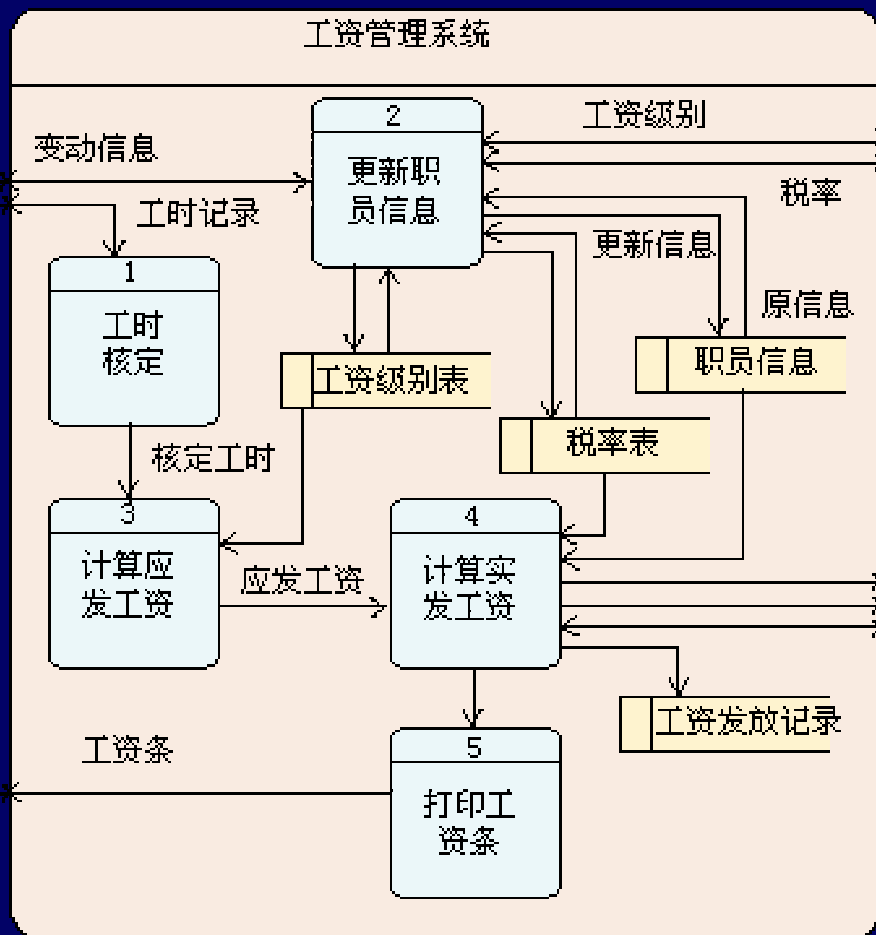 工资管理系统
2
工资级别
变动信息
更新职
员信息
税率
工时记录
更新信息
1
原信息
工时
核定
职员信息
工资级别表
税率表
核定工时
3
4
计算应
发工资
应发工资
计算实
发工资
工资发放记录
工资条
5
打印工
资条